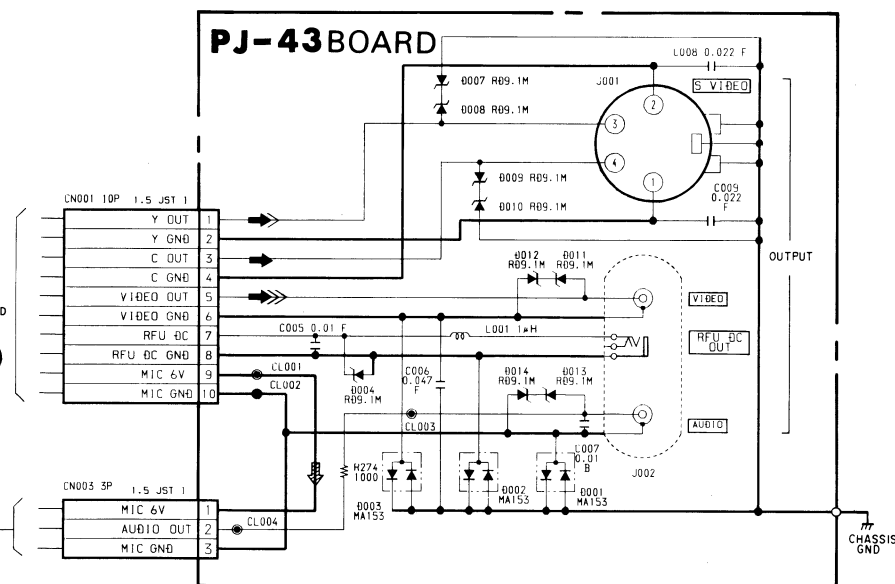 PJ-43BOARD
L008 0.022 F
J001
S VIDEO
D007 RD9.1M
D008 RD9.1M
2
3
4
1
D009 RD9.1M
D010 RD9.1M
C009
0.022
F
CN001 10P 1.5 JST 1
Y OUT 1
Y GND 2
C OUT 3
C GND 4
VIDEO OUT 5
VIDEO GND 6
RFU DC 7
RFU DC GND 8
MIC 6V 9
MIC GND 10
D
OUTPUT
D012 D011
RD9.1M RD9.1M
VIDEO
C005 0.01 F
L001 1μH
RFU DC
OUT
CL001
CL002
D004
RD9.1M
C006
0.047
F
D014 D013
RD9.1M RD9.1M
CL003
AUDIO
C007
0.01
B
J002
R274
1000
D003
MA153
D002
MA153
D001
MA153
CN003 3P 1.5 JST 1
MIC 6V 1
AUDIO OUT 2
MIC GND 3
CL004
CHASSIS
GND